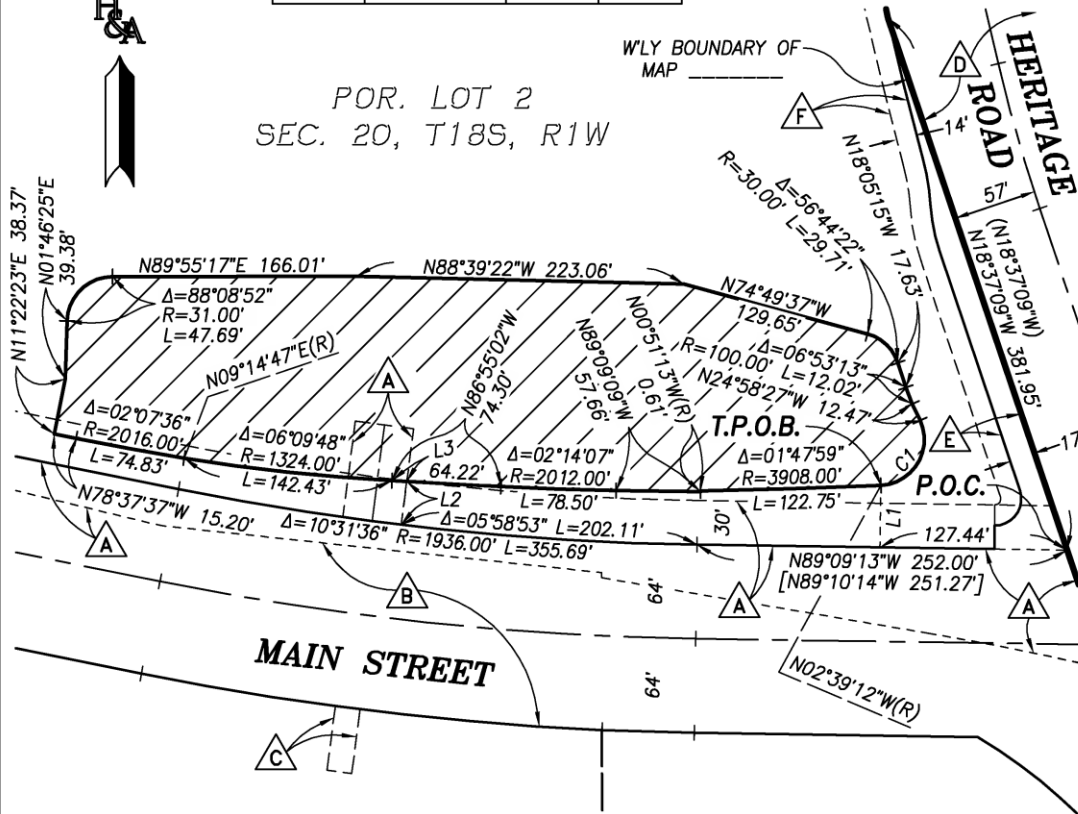 H&A
W'LY BOUNDARY OF
MAP ________
D
HERITAGE
ROAD
POR. LOT 2
SEC. 20, T18S, R1W
F
14'
57'
N18°05'15"W 17.63'
(N18°37'09"W)
N18°37'09"W 381.95'
Δ=56°44'22"
R=30.00' L=29.71'
N11°22'23"E 38.37'
N01°46'25"E
39.38'
N89°55'17"E 166.01'
N88°39'22"W 223.06'
N74°49'37"W
129.65'
Δ=88°08'52"
R=31.00'
L=47.69'
N09°14'47"E(R)
A
N86°55'02"W
74.30'
N89°09'09"W
57.66'
N00°51'13"W(R)
0.61'
Δ=06°53'13"
R=100.00' L=12.02'
N24°58'27"W 12.47'
T.P.O.B.
E
17'
Δ=02°07'36"
R=2016.00'
L=74.83'
Δ=06°09'48"
R=1324.00'
L=142.43'
L3
64.22'
Δ=02°14'07"
R=2012.00'
L=78.50'
Δ=01°47'59"
R=3908.00'
L=122.75'
C1
P.O.C.
L2
L1
30'
127.44'
N78°37'37"W 15.20'
Δ=10°31'36" R=1936.00' L=355.69'
Δ=05°58'53" L=202.11'
N89°09'13"W 252.00'
[N89°10'14"W 251.27']
A
B
A
A
64'
MAIN STREET
64'
N02°39'12"W(R)
C